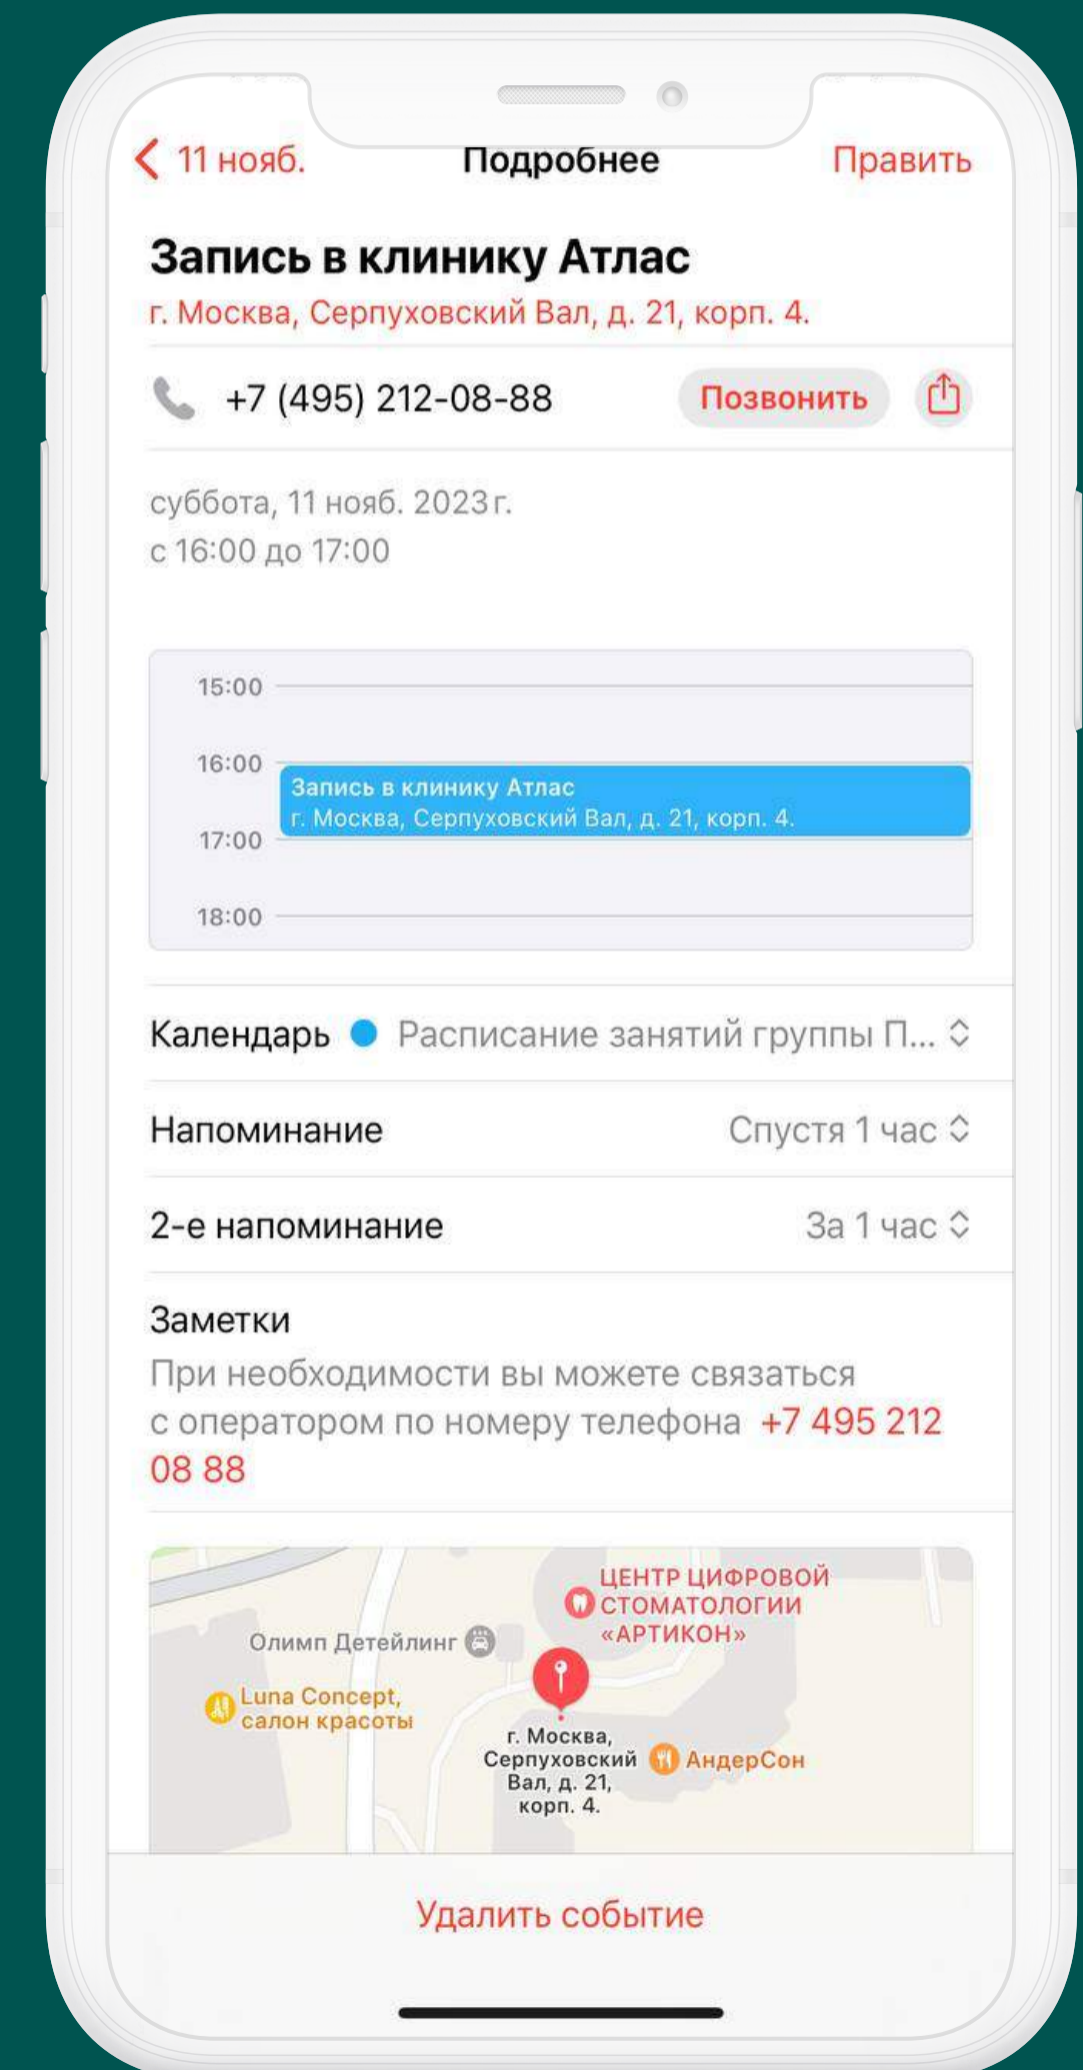 11 нояб.
Подробнее
Править
Запись в клинику Атлас
г. Москва, Серпуховский Вал, д. 21, корп. 4.
+7 (495) 212-08-88
Позвонить
суббота, 11 нояб. 2023 г.
с 16:00 до 17:00
15:00
16:00
Запись в клинику Атлас
г. Москва, Серпуховский Вал, д. 21, корп. 4.
17:00
18:00
Календарь
Расписание занятий группы П...
Напоминание
Спустя 1 час
2-е напоминание
За 1 час
Заметки
При необходимости вы можете связаться
с оператором по номеру телефона +7 495 212
08 88
ЦЕНТР ЦИФРОВОЙ
СТОМАТОЛОГИИ
«АРТИКОН»
Олимп Детейлинг
Luna Concept,
салон красоты
г. Москва,
Серпуховский
Вал, д. 21,
корп. 4.
АндерСон
Удалить событие